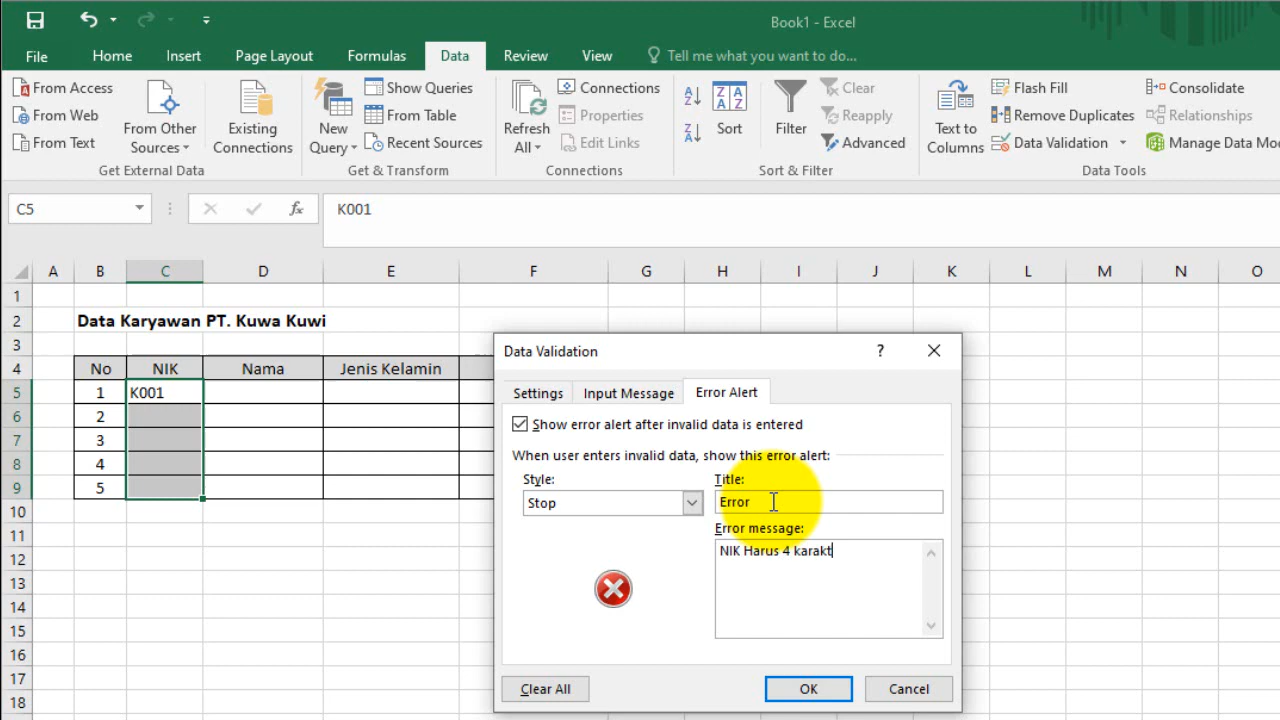 Book1 - Excel
File Home Insert Page Layout Formulas Data Review View Tell me what you want to do...
From Access
From Web
From Text
From Other Sources
Existing Connections
Get External Data
New Query
Show Queries
From Table
Recent Sources
Get & Transform
Refresh All
Connections
Properties
Edit Links
Connections
A Z
Z A
Z A
A Z
Sort
Filter
Clear
Reapply
Advanced
Sort & Filter
Text to Columns
Flash Fill
Remove Duplicates
Data Validation
Consolidate
Relationships
Manage Data Mod
Data Tools
C5 fx K001
A B C D E F G H I J K L M N O
1
2 Data Karyawan PT. Kuwa Kuwi
3
4 No NIK Nama Jenis Kelamin
5 1 K001
6 2
7 3
8 4
9 5
10
11
12
13
14
15
16
17
18
Data Validation ?
Settings Input Message Error Alert
Show error alert after invalid data is entered
When user enters invalid data, show this error alert:
Style: Title:
Stop Error
Error message:
NIK Harus 4 karakt
Clear All OK Cancel